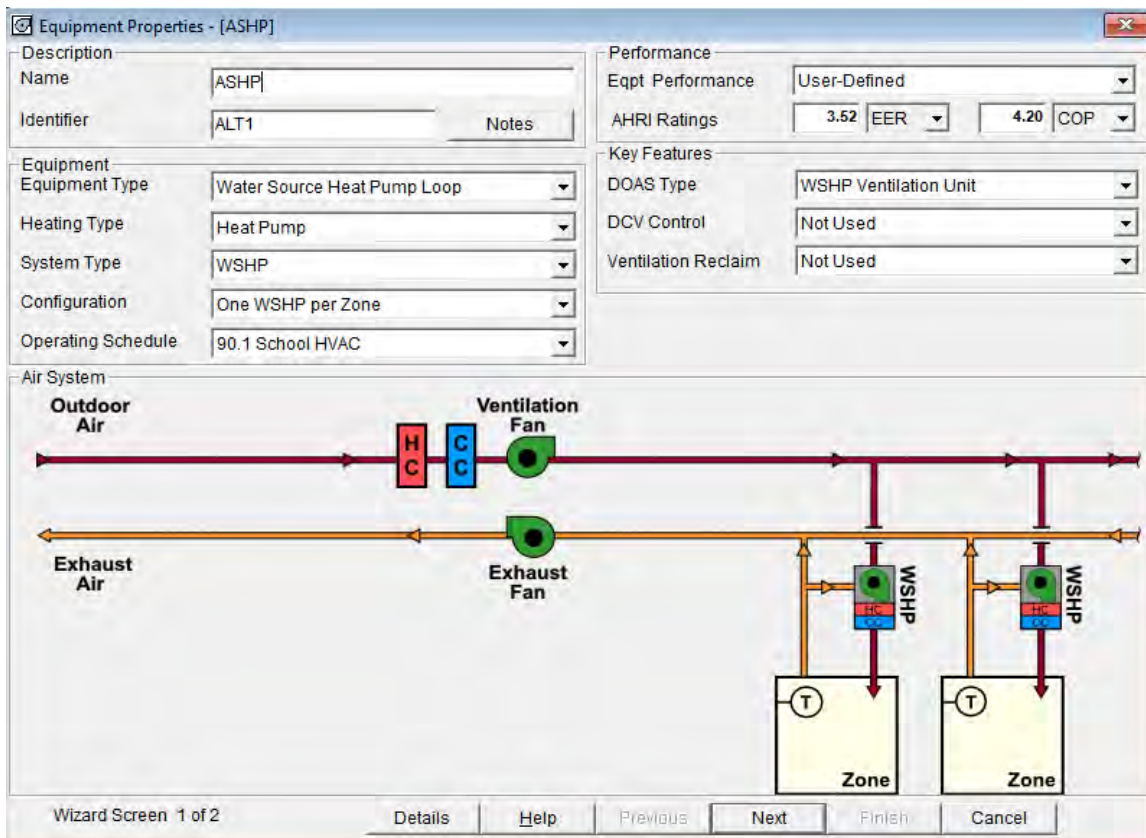 Equipment Properties - [ASHP]
Description
Name ASHP
Identifier ALT1 Notes
Equipment
Equipment Type Water Source Heat Pump Loop
Heating Type Heat Pump
System Type WSHP
Configuration One WSHP per Zone
Operating Schedule 90.1 School HVAC
Performance
Eqpt Performance User-Defined
AHRI Ratings 3.52 EER 4.20 COP
Key Features
DOAS Type WSHP Ventilation Unit
DCV Control Not Used
Ventilation Reclaim Not Used
Air System
Outdoor
Air
H
C
C
C
Ventilation
Fan
Exhaust
Air
Exhaust
Fan
HC
CC
WSHP
HC
CC
WSHP
T
Zone
T
Zone
Wizard Screen 1 of 2 Details Help Previous Next Finish Cancel